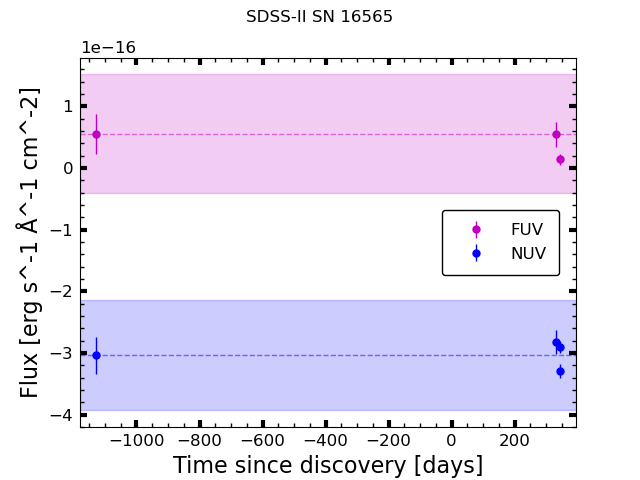 SDSS-II SN 16565
1e−16
1
0
−1
−2
−3
−4
Flux [erg s^-1 Å^-1 cm^-2]
FUV
NUV
−1000 −800 −600 −400 −200 0 200
Time since discovery [days]